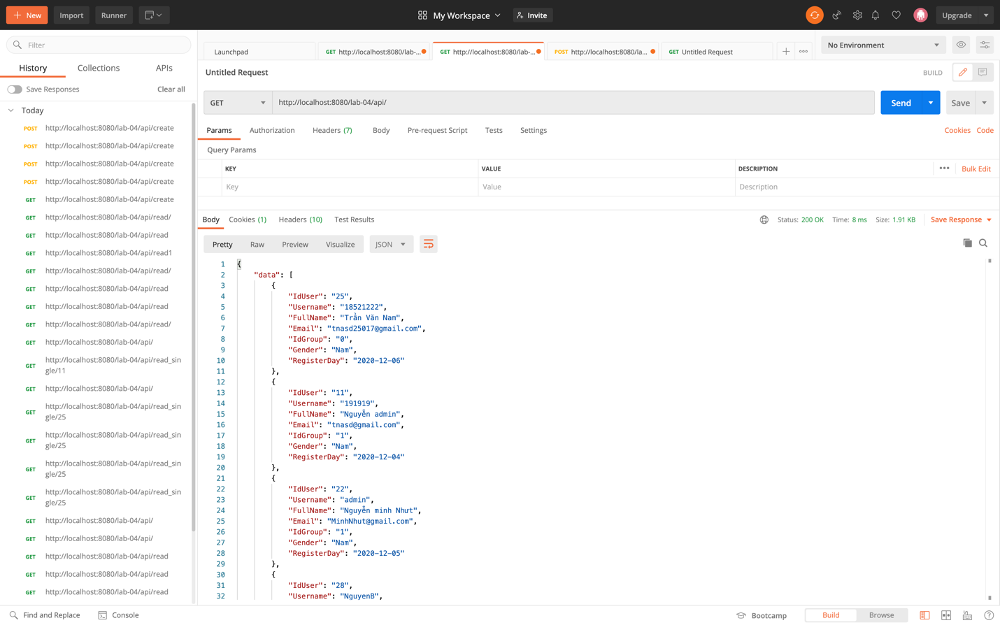 New
Import
Runner
My Workspace
Invite
Upgrade
Filter
History
Collections
APIs
Save Responses
Clear all
Today
POST http://localhost:8080/lab-04/api/create
POST http://localhost:8080/lab-04/api/create
POST http://localhost:8080/lab-04/api/create
POST http://localhost:8080/lab-04/api/create
GET http://localhost:8080/lab-04/api/create
GET http://localhost:8080/lab-04/api/read/
GET http://localhost:8080/lab-04/api/read
GET http://localhost:8080/lab-04/api/read1
GET http://localhost:8080/lab-04/api/read/
GET http://localhost:8080/lab-04/api/read
GET http://localhost:8080/lab-04/api/read
GET http://localhost:8080/lab-04/api/read/
GET http://localhost:8080/lab-04/api/
GET http://localhost:8080/lab-04/api/read_sin
gle/11
GET http://localhost:8080/lab-04/api/
GET http://localhost:8080/lab-04/api/read_sin
gle/25
GET http://localhost:8080/lab-04/api/read_sin
gle/25
GET http://localhost:8080/lab-04/api/read_sin
gle/25
GET http://localhost:8080/lab-04/api/read_sin
gle/25
GET http://localhost:8080/lab-04/api/
GET http://localhost:8080/lab-04/api/
GET http://localhost:8080/lab-04/api/read
GET http://localhost:8080/lab-04/api/read
GET http://localhost:8080/lab-04/api/read
Launchpad
GET http://localhost:8080/lab-...
GET http://localhost:8080/lab-...
POST http://localhost:8080/la...
GET Untitled Request
No Environment
Untitled Request
BUILD
GET
http://localhost:8080/lab-04/api/
Send
Save
Params
Authorization
Headers (7)
Body
Pre-request Script
Tests
Settings
Cookies
Code
Query Params
KEY
VALUE
DESCRIPTION
Bulk Edit
Key
Value
Description
Body
Cookies (1)
Headers (10)
Test Results
Status: 200 OK
Time: 8 ms
Size: 1.91 KB
Save Response
Pretty
Raw
Preview
Visualize
JSON
1 {
2 "data": [
3 {
4 "IdUser": "25",
5 "Username": "18521222",
6 "FullName": "Trần Văn Nam",
7 "Email": "tnasd25017@gmail.com",
8 "IdGroup": "0",
9 "Gender": "Nam",
10 "RegisterDay": "2020-12-06"
11 },
12 {
13 "IdUser": "11",
14 "Username": "191919",
15 "FullName": "Nguyễn admin",
16 "Email": "tnasd@gmail.com",
17 "IdGroup": "1",
18 "Gender": "Nam",
19 "RegisterDay": "2020-12-04"
20 },
21 {
22 "IdUser": "22",
23 "Username": "admin",
24 "FullName": "Nguyễn minh Nhưt",
25 "Email": "MinhNhut@gmail.com",
26 "IdGroup": "1",
27 "Gender": "Nam",
28 "RegisterDay": "2020-12-05"
29 },
30 {
31 "IdUser": "28",
32 "Username": "NguyenB",
Find and Replace
Console
Bootcamp
Build
Browse